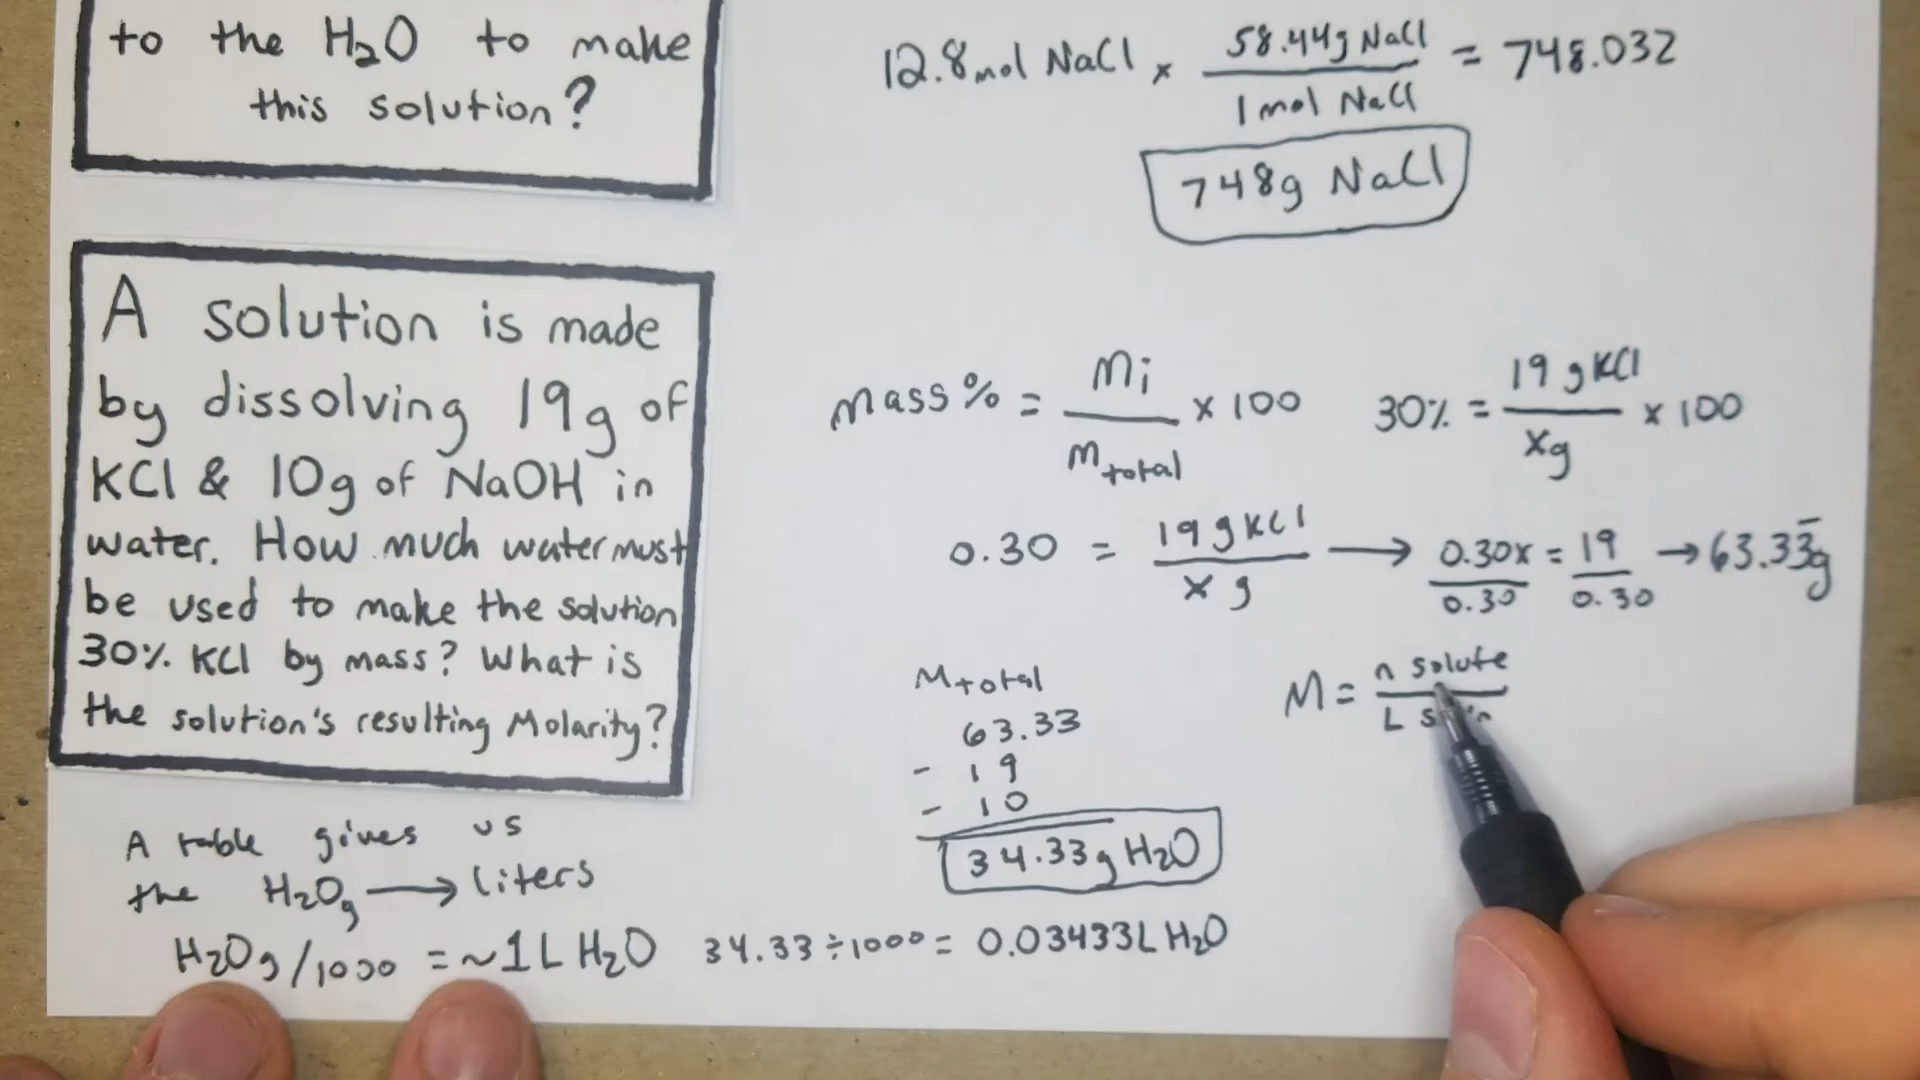 to the H₂O to make
this solution?
12.8mol NaCl × 58.44g NaCl / 1 mol NaCl = 748.032
748g NaCl
A solution is made
by dissolving 19g of
KCl & 10g of NaOH in
water. How much water must
be used to make the solution
30% KCl by mass? What is
the solution's resulting Molarity?
mass% = Mi / Mtotal × 100
30% = 19 g KCl / xg × 100
0.30 = 19 g KCl / x g → 0.30x / 0.30 = 19 / 0.30 → 63.33̅g
Mtotal
63.33
- 19
- 10
34.33g H₂O
M = n solute / L
A table gives us
the H₂Og → liters
H₂Og/1000 = ~1L H₂O
34.33 ÷ 1000 = 0.03433L H₂O